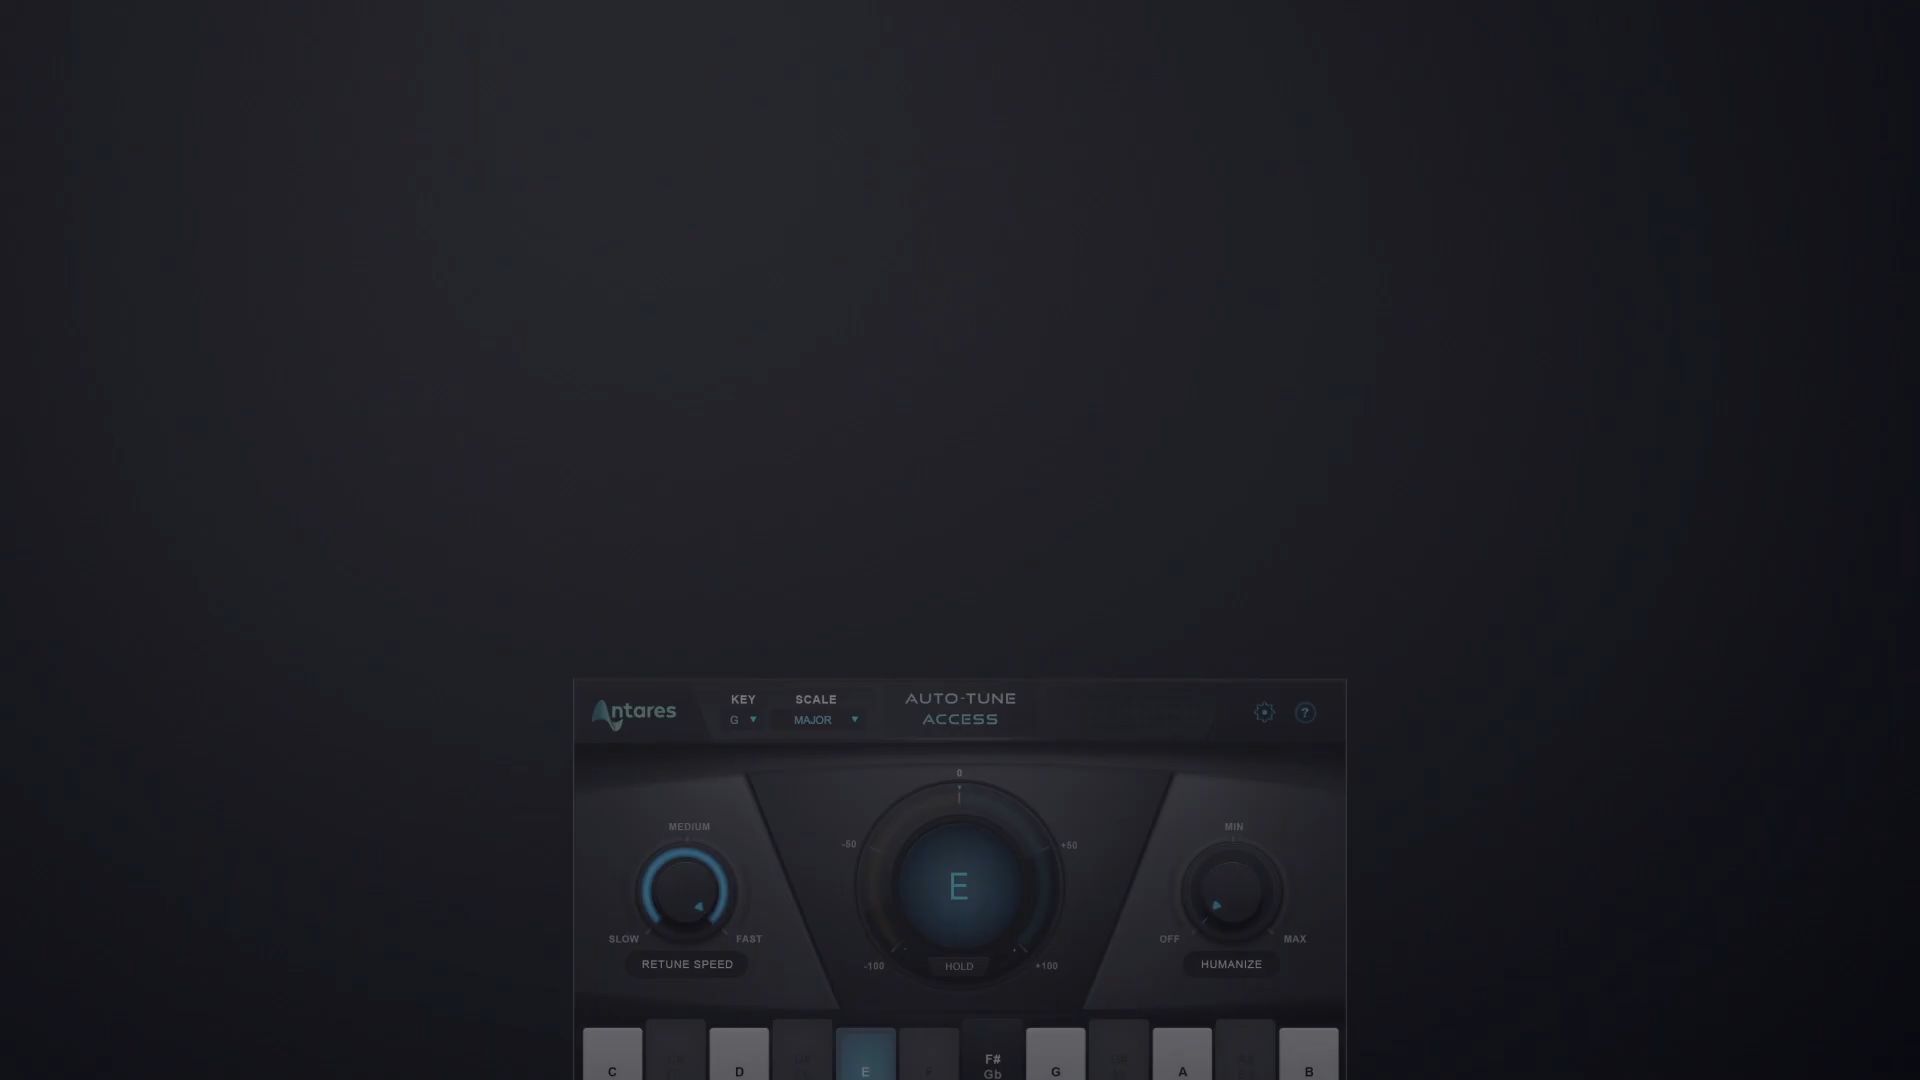 Antares
KEY
SCALE
G
MAJOR
AUTO-TUNE
ACCESS
?
0
MEDIUM
MIN
-50
+50
E
SLOW
FAST
OFF
MAX
RETUNE SPEED
-100
HOLD
+100
HUMANIZE
C
D
E
F
F#
Gb
G
A
B